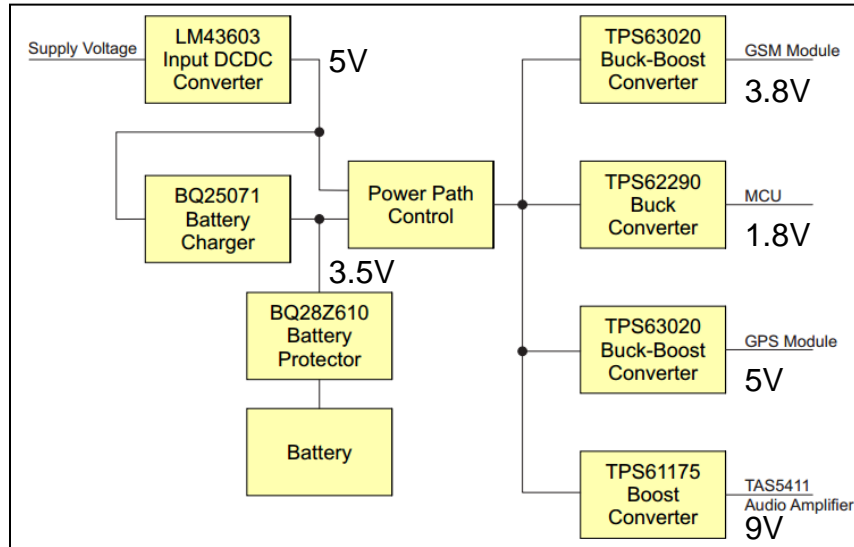 Supply Voltage
LM43603
Input DCDC
Converter
5V
BQ25071
Battery
Charger
3.5V
BQ28Z610
Battery
Protector
Battery
Power Path
Control
TPS63020
Buck-Boost
Converter
GSM Module
3.8V
TPS62290
Buck
Converter
MCU
1.8V
TPS63020
Buck-Boost
Converter
GPS Module
5V
TPS61175
Boost
Converter
TAS5411
Audio Amplifier
9V